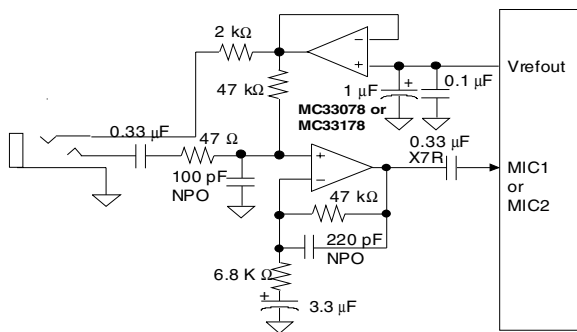 2 kΩ
−
+
Vrefout
47 kΩ
+
1 µF
0.1 µF
MC33078 or
MC33178
0.33 µF
47 Ω
0.33 µF
X7R
+
−
100 pF
NPO
MIC1
or
MIC2
47 kΩ
220 pF
NPO
6.8 K Ω
+
3.3 µF